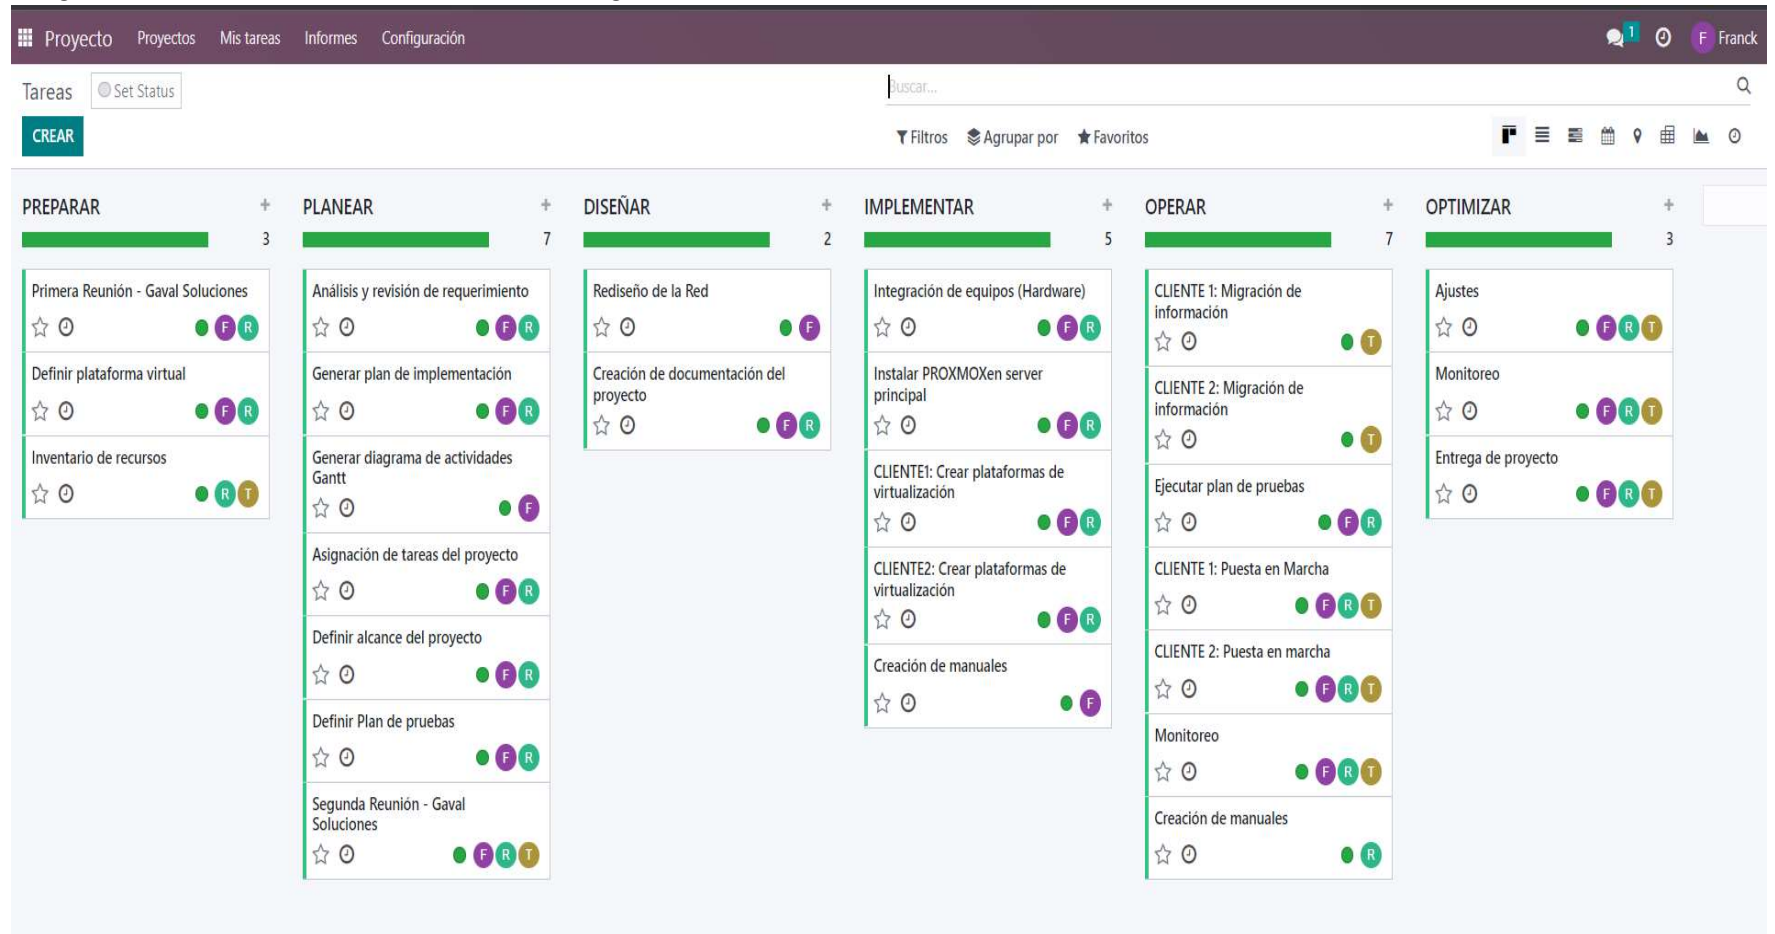 Proyecto Proyectos Mis tareas Informes Configuración 1 F Franck
Tareas Set Status Buscar...
CREAR Filtros Agrupar por Favoritos
PREPARAR +
3
Primera Reunión - Gaval Soluciones
F R
Definir plataforma virtual
F R
Inventario de recursos
R T
PLANEAR +
7
Análisis y revisión de requerimiento
F R
Generar plan de implementación
F R
Generar diagrama de actividades
Gantt
F
Asignación de tareas del proyecto
F R
Definir alcance del proyecto
F R
Definir Plan de pruebas
F R
Segunda Reunión - Gaval
Soluciones
F R T
DISEÑAR +
2
Rediseño de la Red
F
Creación de documentación del
proyecto
F R
IMPLEMENTAR +
5
Integración de equipos (Hardware)
F R
Instalar PROXMOXen server
principal
F R
CLIENTE1: Crear plataformas de
virtualización
F R
CLIENTE2: Crear plataformas de
virtualización
F R
Creación de manuales
F
OPERAR +
7
CLIENTE 1: Migración de
información
T
CLIENTE 2: Migración de
información
T
Ejecutar plan de pruebas
F R
CLIENTE 1: Puesta en Marcha
F R T
CLIENTE 2: Puesta en marcha
F R T
Monitoreo
F R T
Creación de manuales
R
OPTIMIZAR +
3
Ajustes
F R T
Monitoreo
F R T
Entrega de proyecto
F R T